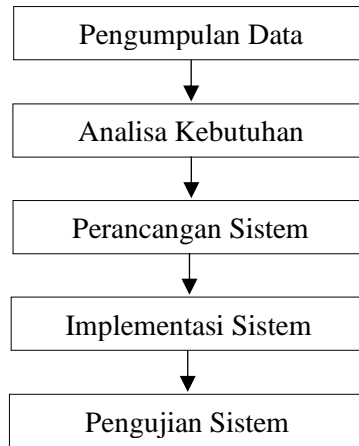 Pengumpulan Data
Analisa Kebutuhan
Perancangan Sistem
Implementasi Sistem
Pengujian Sistem